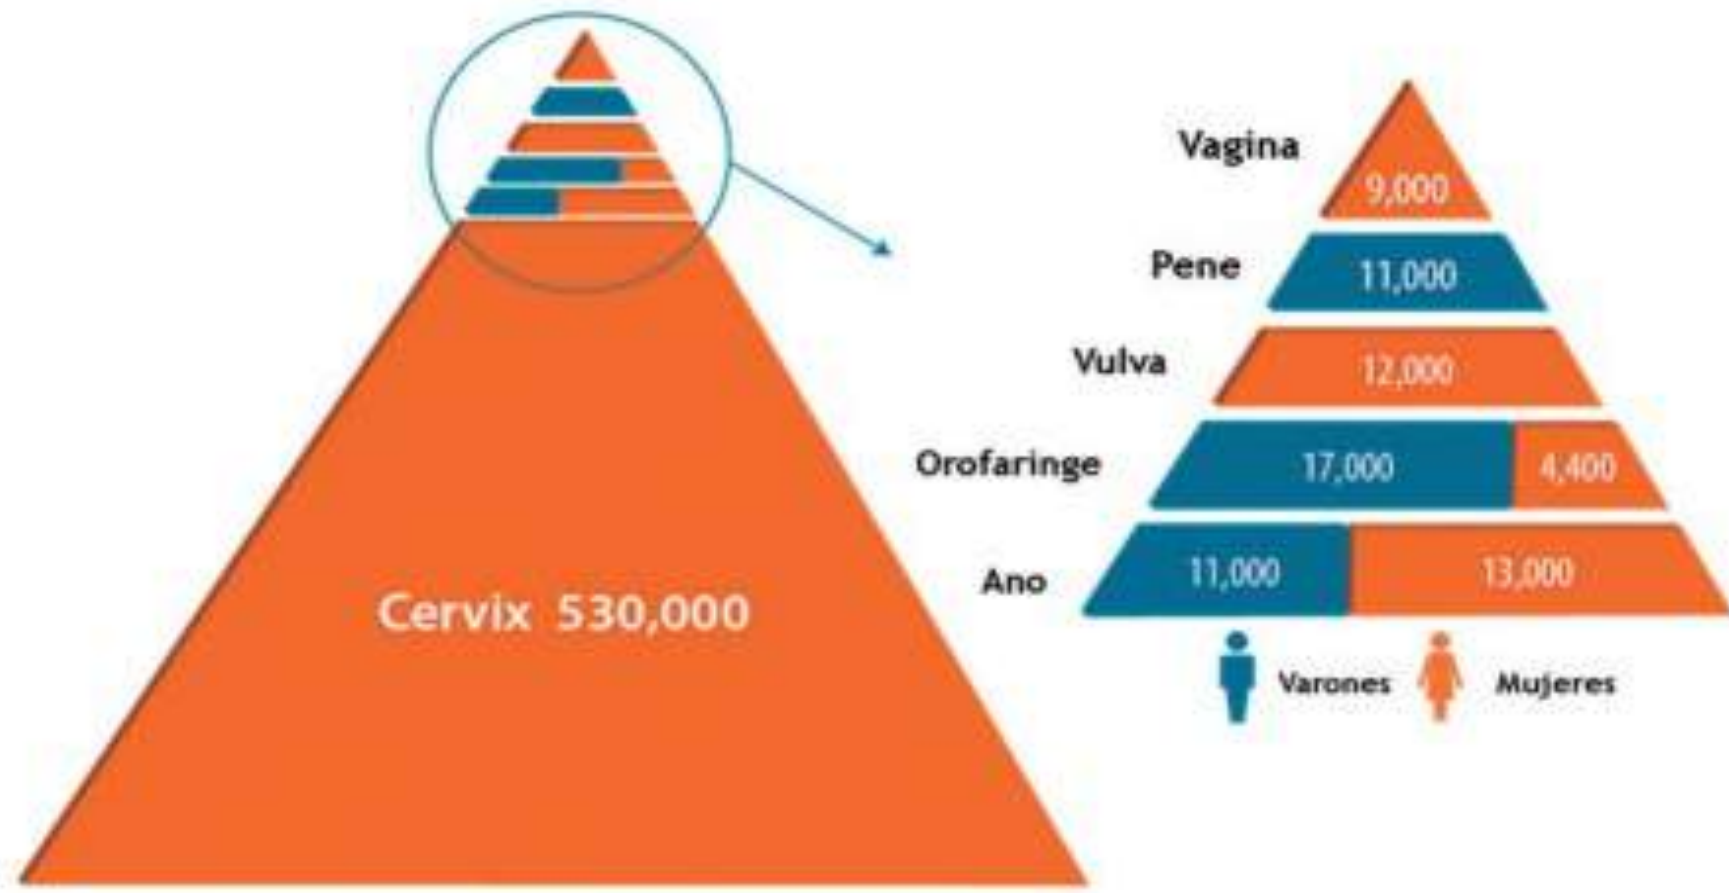 Cervix 530,000
Vagina
9,000
Pene
11,000
Vulva
12,000
Orofaringe
17,000 4,400
Ano
11,000 13,000
Varones Mujeres